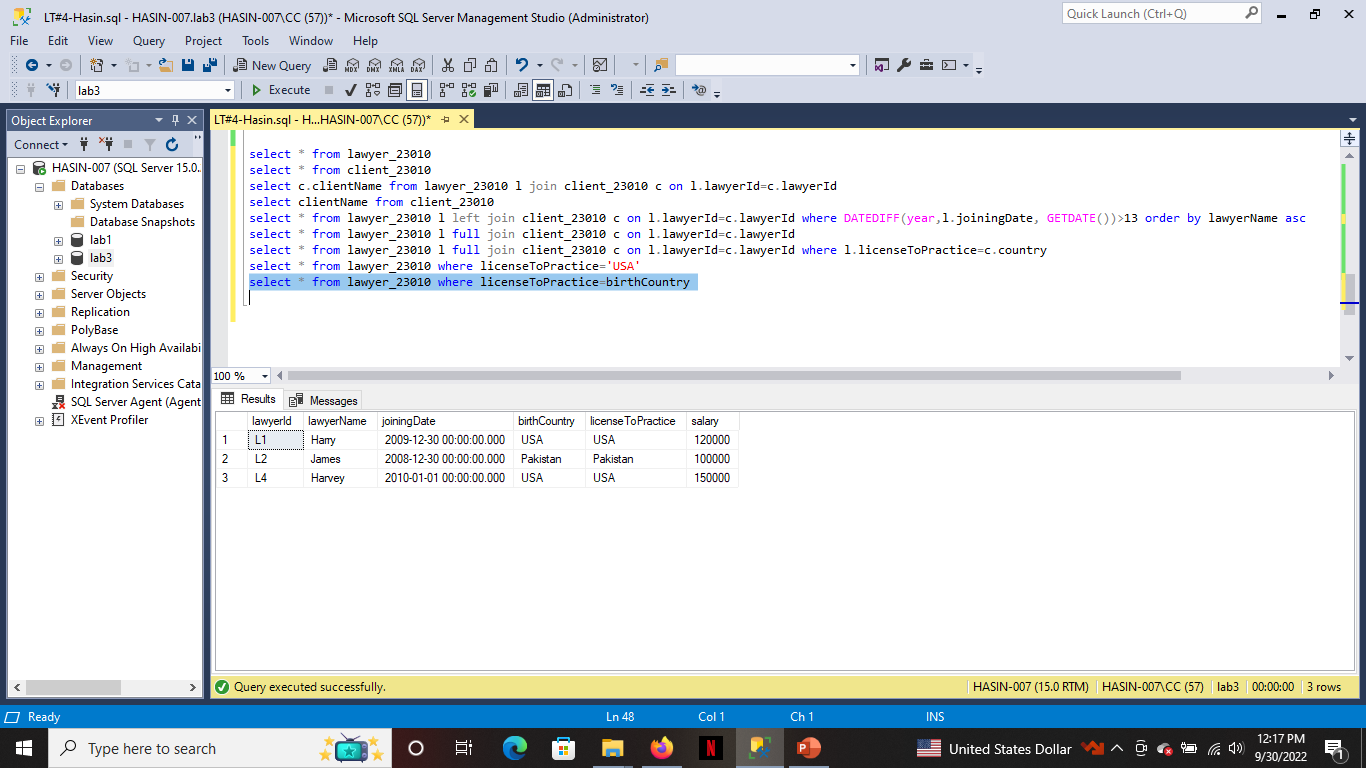 LT#4-Hasin.sql - HASIN-007.lab3 (HASIN-007\CC (57))* - Microsoft SQL Server Management Studio (Administrator)
Quick Launch (Ctrl+Q)
File Edit View Query Project Tools Window Help
New Query MDX DMX XMLA DAX
lab3 Execute
Object Explorer
LT#4-Hasin.sql - H...HASIN-007\CC (57))*
Connect
HASIN-007 (SQL Server 15.0.
Databases
System Databases
Database Snapshots
lab1
lab3
Security
Server Objects
Replication
PolyBase
Always On High Availabi
Management
Integration Services Cata
SQL Server Agent (Agent
XEvent Profiler
select * from lawyer_23010
select * from client_23010
select c.clientName from lawyer_23010 l join client_23010 c on l.lawyerId=c.lawyerId
select clientName from client_23010
select * from lawyer_23010 l left join client_23010 c on l.lawyerId=c.lawyerId where DATEDIFF(year,l.joiningDate, GETDATE())>13 order by lawyerName asc
select * from lawyer_23010 l full join client_23010 c on l.lawyerId=c.lawyerId
select * from lawyer_23010 l full join client_23010 c on l.lawyerId=c.lawyerId where l.licenseToPractice=c.country
select * from lawyer_23010 where licenseToPractice='USA'
select * from lawyer_23010 where licenseToPractice=birthCountry
100 %
Results Messages
lawyerId lawyerName joiningDate birthCountry licenseToPractice salary
1 L1 Harry 2009-12-30 00:00:00.000 USA USA 120000
2 L2 James 2008-12-30 00:00:00.000 Pakistan Pakistan 100000
3 L4 Harvey 2010-01-01 00:00:00.000 USA USA 150000
Query executed successfully. HASIN-007 (15.0 RTM) HASIN-007\CC (57) lab3 00:00:00 3 rows
Ready Ln 48 Col 1 Ch 1 INS
Type here to search
N
P
United States Dollar
12:17 PM
9/30/2022
1